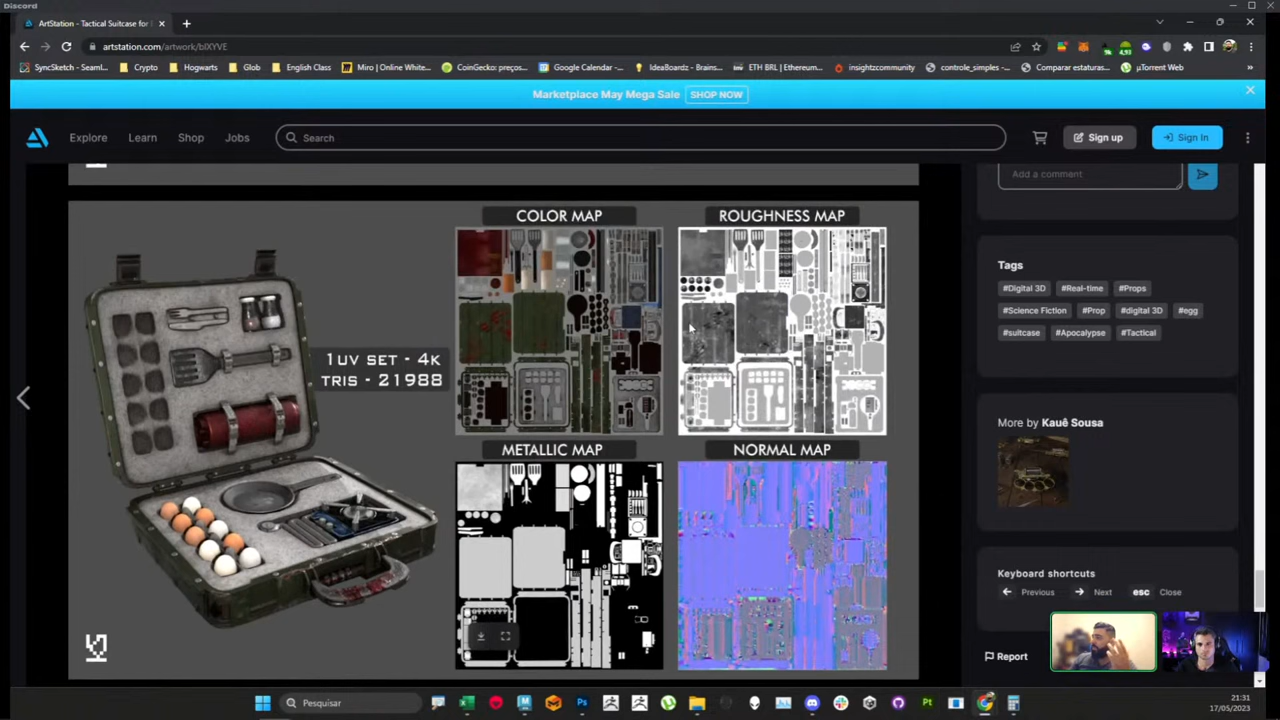 Discord
ArtStation - Tactical Suitcase for
artstation.com/artwork/blXYVE
9k
4,93
SyncSketch - Seaml...
Crypto
Hogwarts
Glob
English Class
Miro | Online White...
CoinGecko: preços...
Google Calendar -...
IdeaBoardz - Brains...
ETH BRL | Ethereum...
insightzcommunity
controle_simples -...
Comparar estaturas...
µTorrent Web
Marketplace May Mega Sale SHOP NOW
Explore
Learn
Shop
Jobs
Search
Sign up
Sign In
Add a comment
COLOR MAP
ROUGHNESS MAP
1UV SET - 4K
TRIS - 21988
METALLIC MAP
NORMAL MAP
Tags
#Digital 3D
#Real-time
#Props
#Science Fiction
#Prop
#digital 3D
#egg
#suitcase
#Apocalypse
#Tactical
More by Kauê Sousa
Keyboard shortcuts
Previous
Next
esc Close
Report
Pesquisar
Pt
21:31
17/05/2023